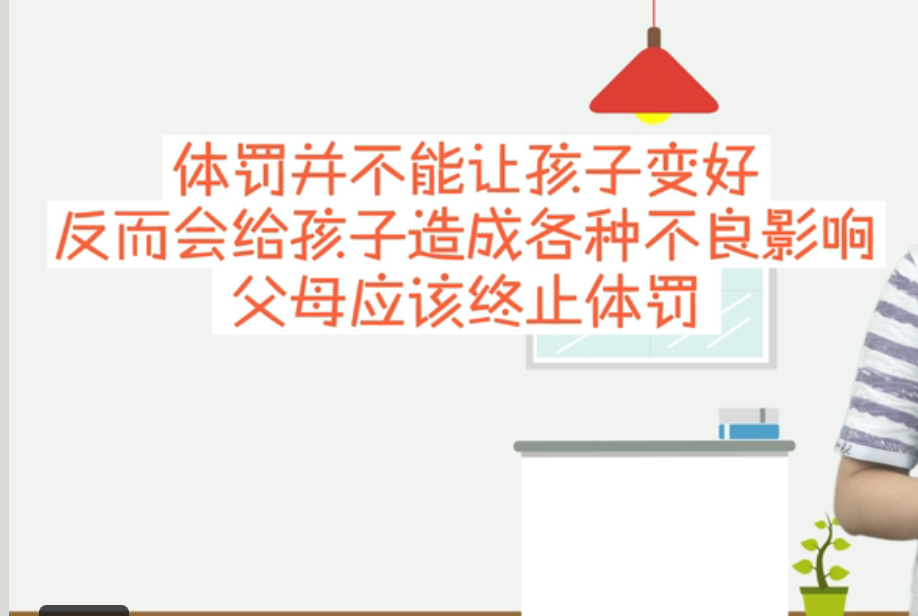 体罚并不能让孩子变好
反而会给孩子造成各种不良影响
父母应该终止体罚